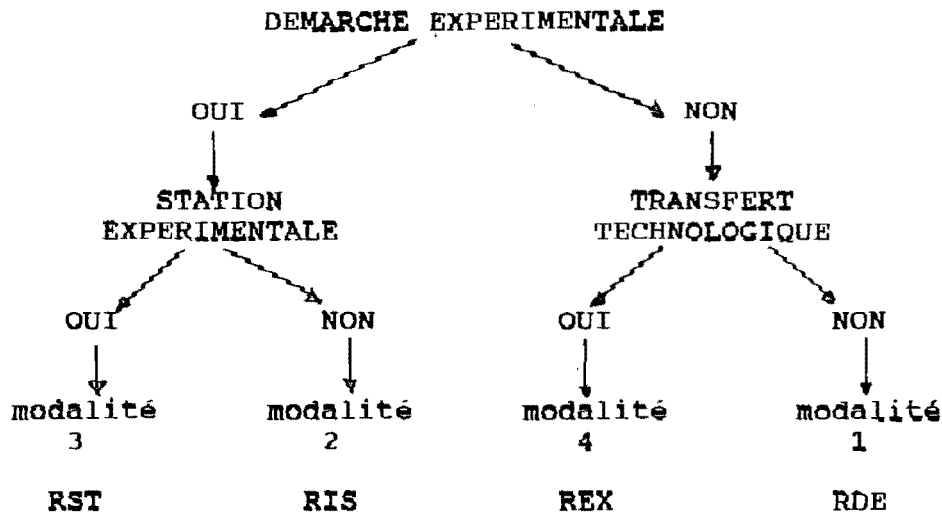 DEMARCHE EXPERIMENTALE
OUI NON
STATION TRANSFERT
EXPERIMENTALE TECHNOLOGIQUE
OUI NON OUI NON
modalité modalité modalité modalité
3 2 4 1
RST RIS REX RDE